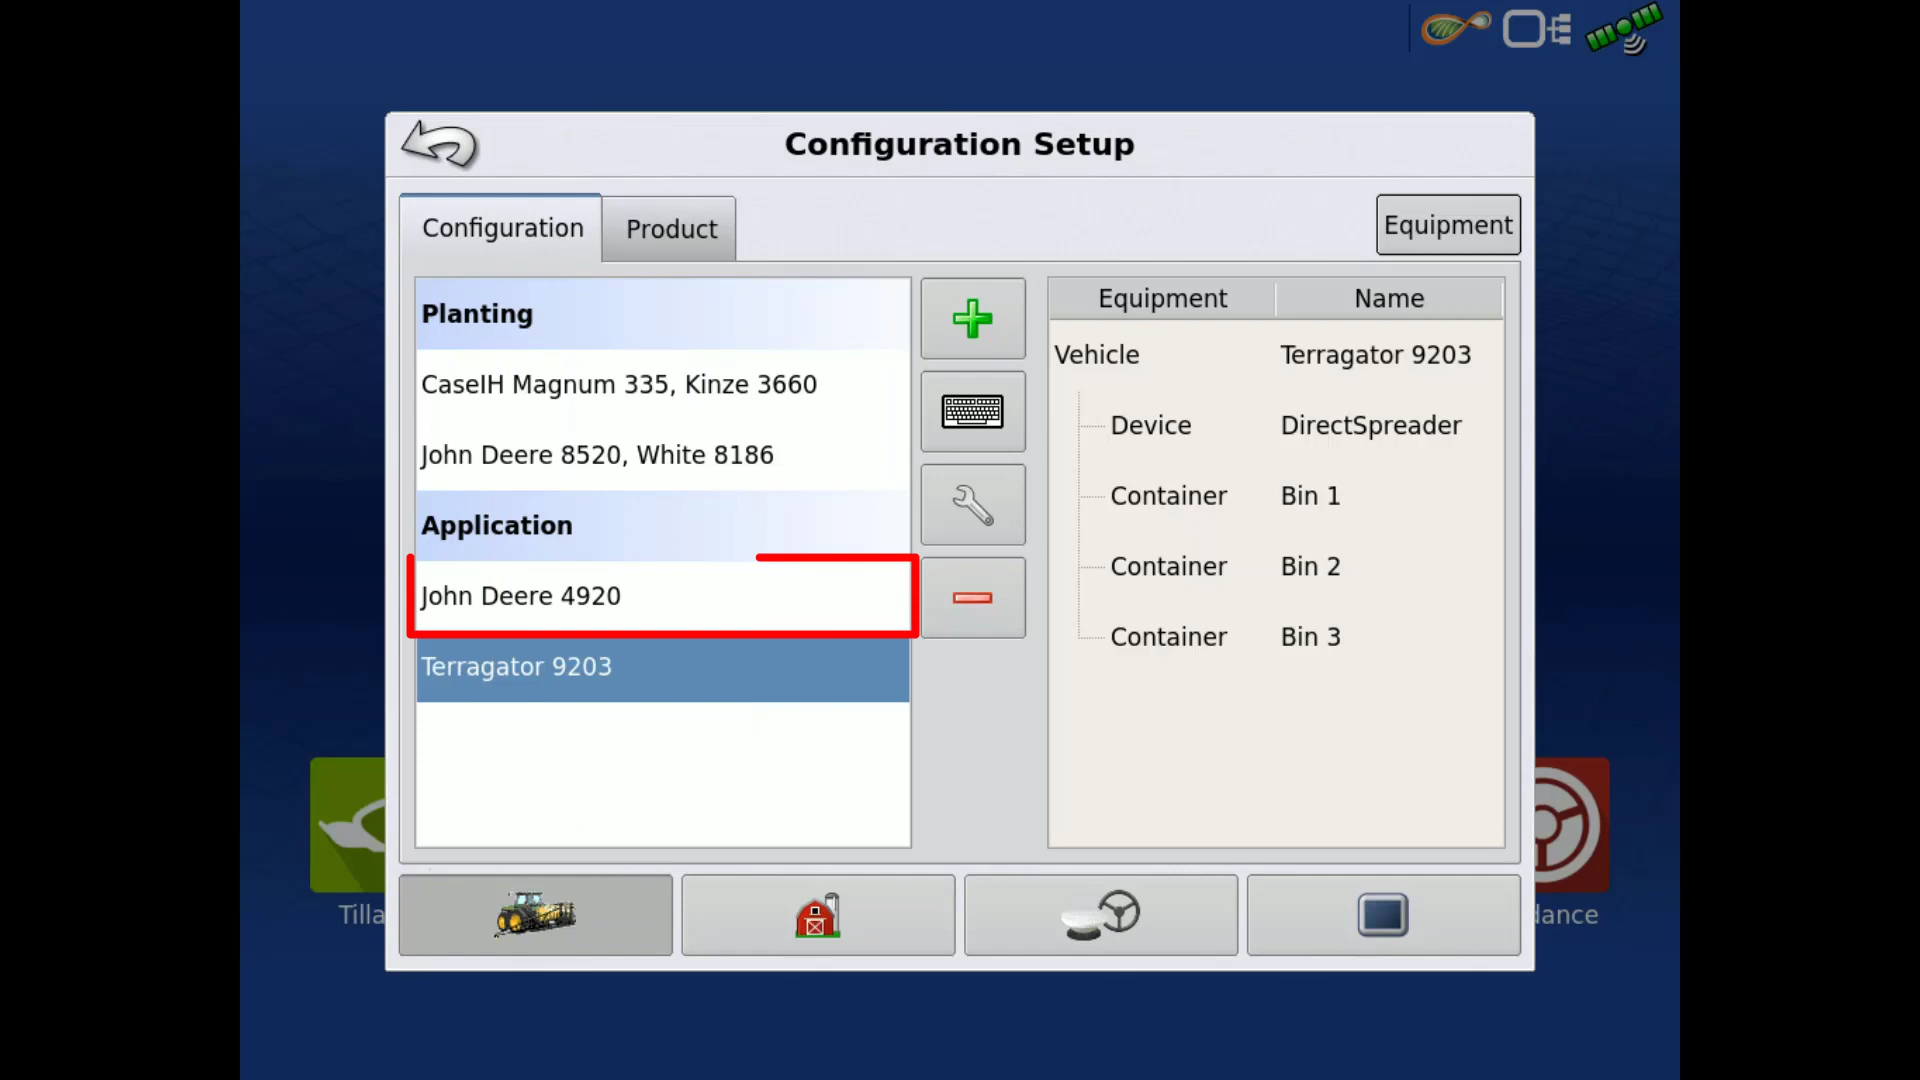 Configuration Setup
Configuration
Product
Equipment
Planting
CaseIH Magnum 335, Kinze 3660
John Deere 8520, White 8186
Application
John Deere 4920
Terragator 9203
Equipment Name
Vehicle Terragator 9203
Device DirectSpreader
Container Bin 1
Container Bin 2
Container Bin 3
Tilla
dance